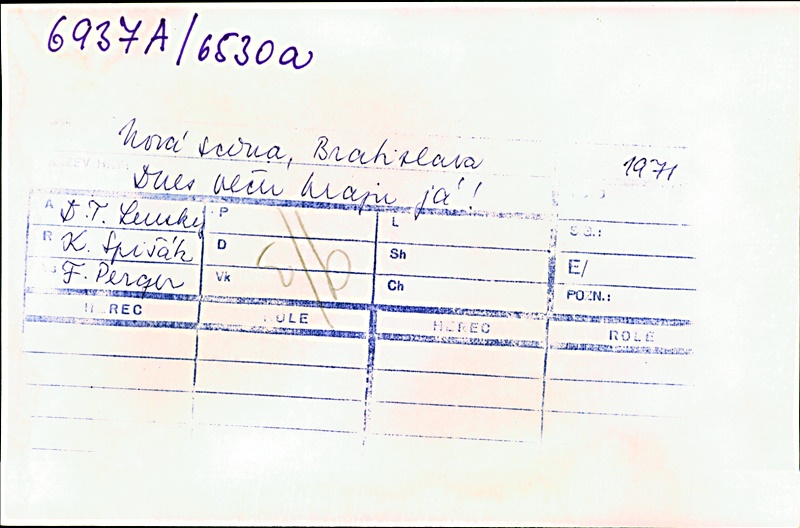 6937A/6530a
Nová scéna, Bratislava 1971
Dnes večer hraju já!
A D. T. P L
R K. Spišák D Sh E/
F. Perger Vk Ch POZN.:
HEREC ROLE HEREC ROLE